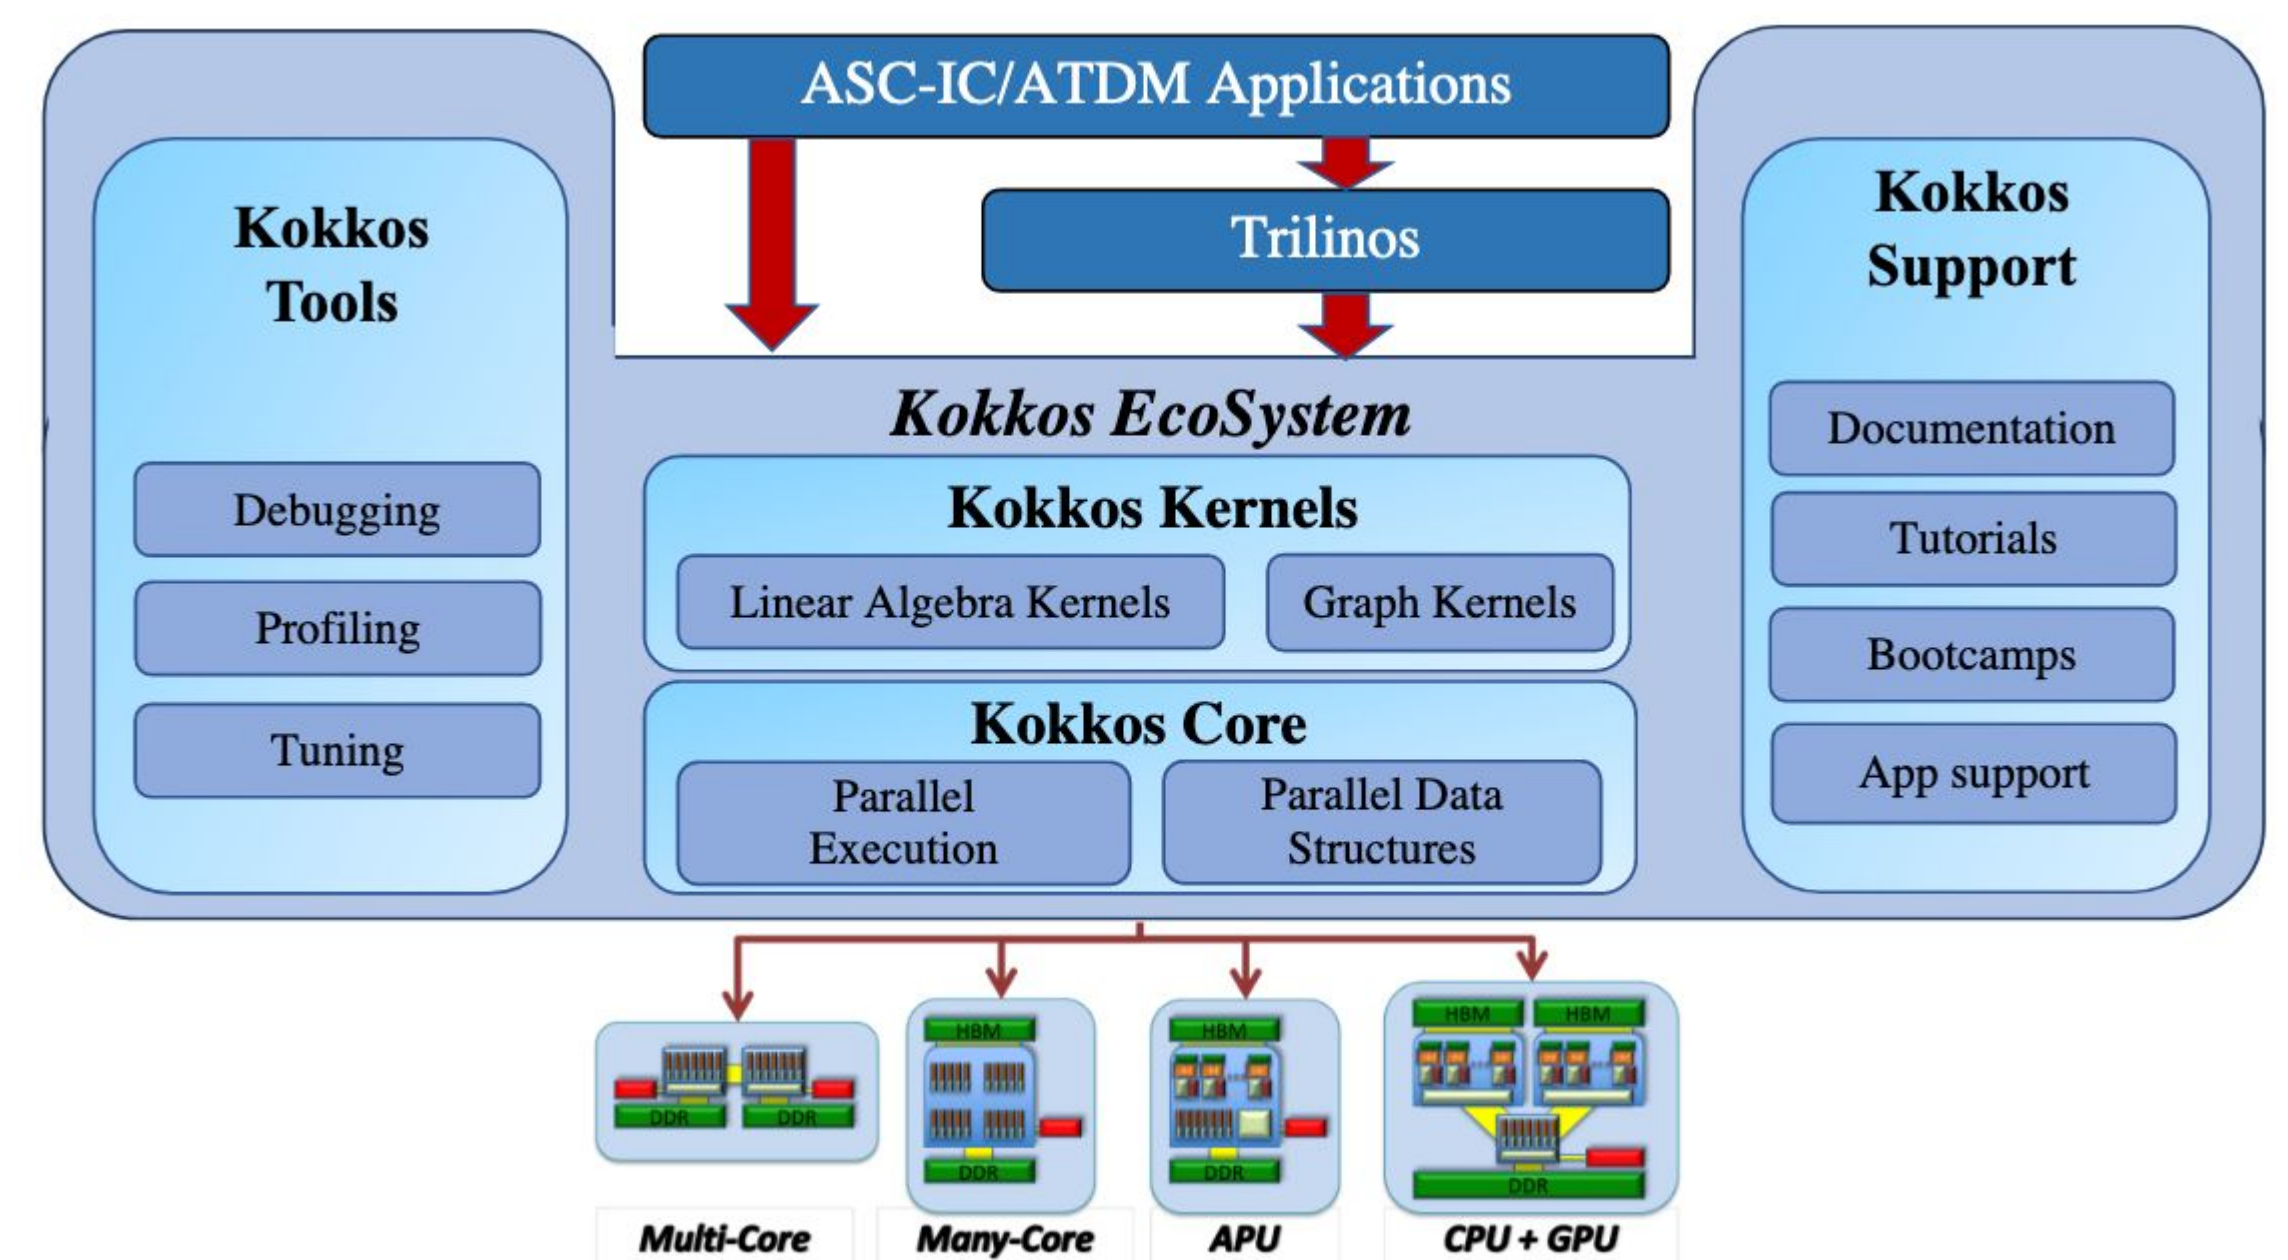 ASC-IC/ATDM Applications
Trilinos
Kokkos
Tools
Debugging
Profiling
Tuning
Kokkos EcoSystem
Kokkos Kernels
Linear Algebra Kernels
Graph Kernels
Kokkos Core
Parallel
Execution
Parallel Data
Structures
Kokkos
Support
Documentation
Tutorials
Bootcamps
App support
DDR
DDR
Multi-Core
HBM
DDR
Many-Core
HBM
DDR
APU
HBM
HBM
DDR
CPU + GPU